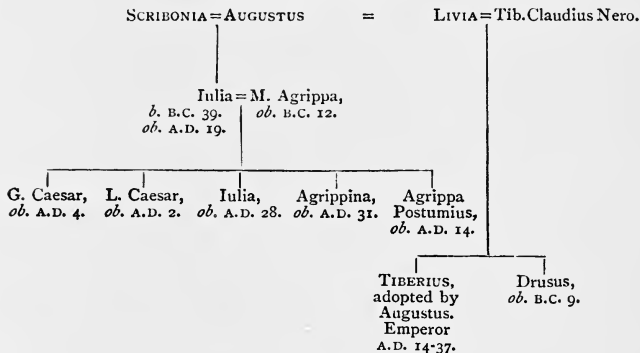 SCRIBONIA=AUGUSTUS = LIVIA=Tib. Claudius Nero.
Iulia=M. Agrippa,
b. B.C. 39. ob. B.C. 12.
ob. A.D. 19.
G. Caesar, L. Caesar, Iulia, Agrippina, Agrippa
ob. A.D. 4. ob. A.D. 2. ob. A.D. 28. ob. A.D. 31. Postumius,
ob. A.D. 14.
TIBERIUS, Drusus,
adopted by ob. B.C. 9.
Augustus.
Emperor
A.D. 14-37.